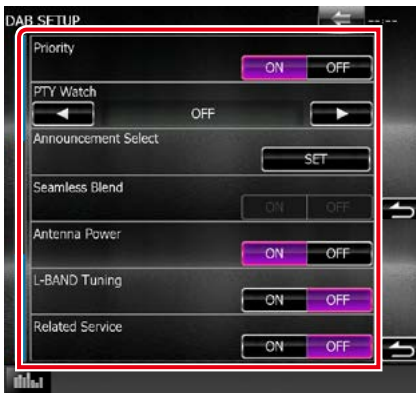 DAB SETUP --:--
Priority
ON OFF
PTY Watch
OFF
Announcement Select
SET
Seamless Blend
ON OFF
Antenna Power
ON OFF
L-BAND Tuning
ON OFF
Related Service
ON OFF